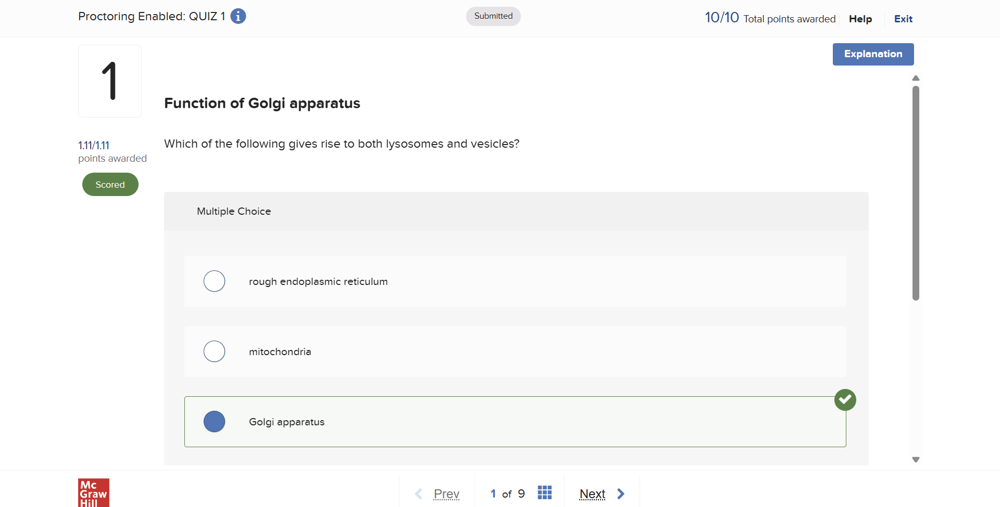 Proctoring Enabled: QUIZ 1 i
Submitted
10/10 Total points awarded
Help
Exit
1
Explanation
Function of Golgi apparatus
1.11/1.11
points awarded
Scored
Which of the following gives rise to both lysosomes and vesicles?
Multiple Choice
rough endoplasmic reticulum
mitochondria
Golgi apparatus
Mc
Graw
Hill
Prev
1 of 9
Next